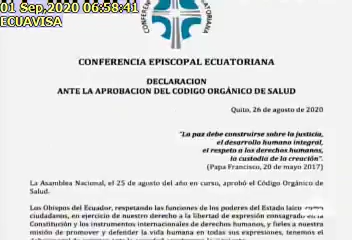 01 Sep,2020 06:58:41
ECUAVISA
CONFERENCIA EPISCOPAL ECUATORIANA
DECLARACION
ANTE LA APROBACION DEL CODIGO ORGÁNICO DE SALUD
Quito, 26 de agosto de 2020
"La paz debe construirse sobre la justicia,
el desarrollo humano integral,
el respeto a los derechos humanos,
la custodia de la creación".
(Papa Francisco, 20 de mayo 2017)
La Asamblea Nacional, el 25 de agosto del año en curso, aprobó el Código Orgánico de
Salud.
Los Obispos del Ecuador, respetando las funciones de los poderes del Estado laico, como
ciudadanos, en ejercicio de nuestro derecho a la libertad de expresión consagrado en la
Constitución y los instrumentos internacionales de derechos humanos, y fieles a nuestra
misión de promover y defender la vida humana en todas sus expresiones, tenemos el